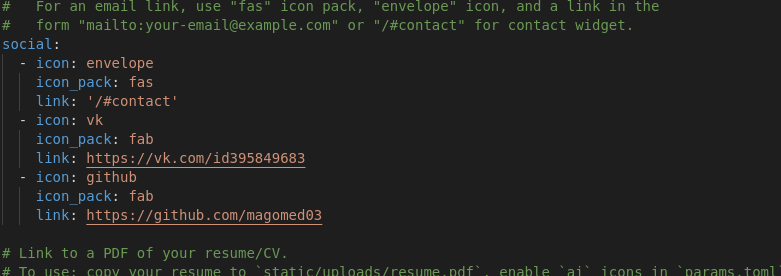 #   For an email link, use "fas" icon pack, "envelope" icon, and a link in the
#   form "mailto:your-email@example.com" or "/#contact" for contact widget.
social:
  - icon: envelope
    icon_pack: fas
    link: '/#contact'
  - icon: vk
    icon_pack: fab
    link: https://vk.com/id395849683
  - icon: github
    icon_pack: fab
    link: https://github.com/magomed03
# Link to a PDF of your resume/CV.
# To use: copy your resume to `static/uploads/resume.pdf`, enable `ai` icons in `params.toml